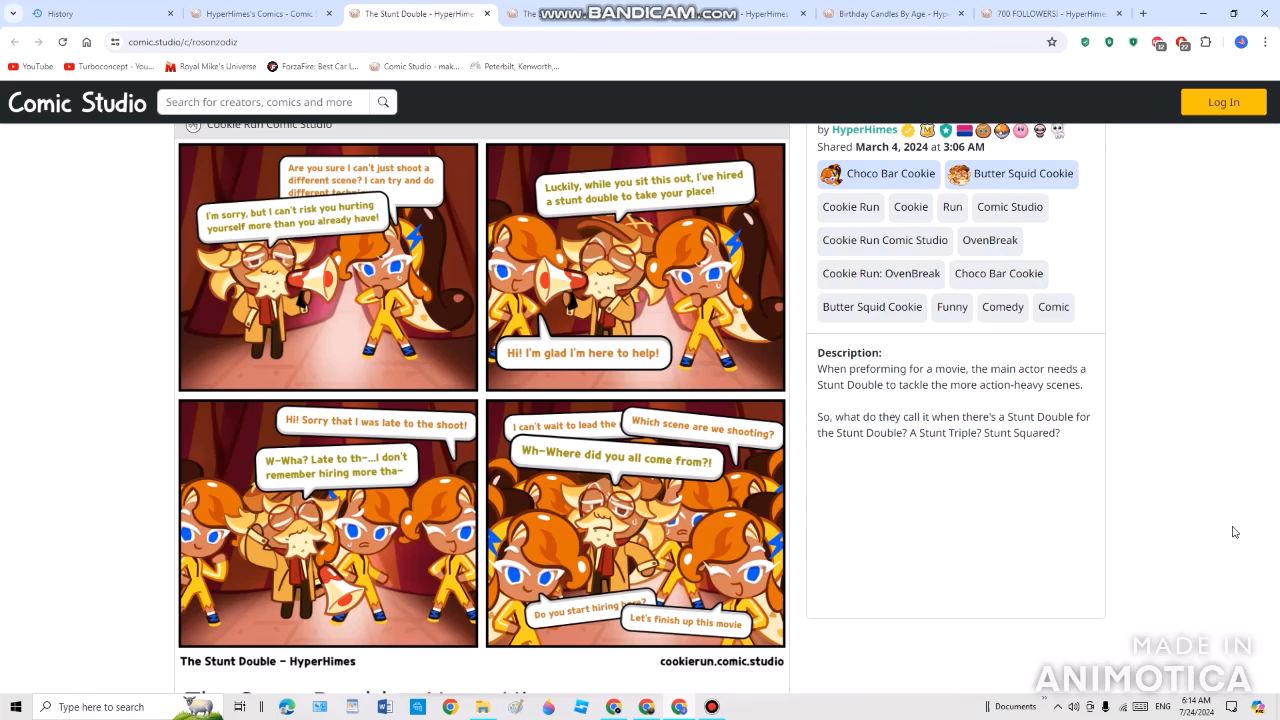 HyperHimes
History
HyperHime
The
www.BANDICAM.com
- HyperHimes
Birthday Candles - HyperHimes
700 FOLLOWERS! - HyperHime
comic.studio/c/rosonzodiz
12
22
YouTube
Turboconcept - You...
Royal Mike's Universe
ForzaFire: Best Car L...
Comic Studio - mak...
Peterbilt, Kenworth,...
Comic Studio
Search for creators, comics and more
Log In
Cookie Run Comic Studio
by HyperHimes
Shared March 4, 2024 at 3:06 AM
Choco Bar Cookie
Butter Squid Cookie
Cookie Run
Cookie
Run
Comic Studio
Cookie Run Comic Studio
OvenBreak
Cookie Run: OvenBreak
Choco Bar Cookie
Butter Squid Cookie
Funny
Comedy
Comic
Description:
When preforming for a movie, the main actor needs a
Stunt Double to tackle the more action-heavy scenes.
So, what do they call it when there's a Stunt Double for
the Stunt Double? A Stunt Triple? Stunt Squared?
Are you sure I can't just shoot a
different scene? I can try and do
different
I'm sorry, but I can't risk you hurting
yourself more than you already have!
Luckily, while you sit this out, I've hired
a stunt double to take your place!
Hi! I'm glad I'm here to help!
Hi! Sorry that I was late to the shoot!
W-Wha? Late to th-...I don't
remember hiring more tha-
I can't wait to lead the
Which scene are we shooting?
Wh-Where did you all come from?!
Do you start hiring
Let's finish up this movie
The Stunt Double - HyperHimes
cookierun.comic.studio
MADE IN
ANIMOTICA
Type here to search
Documents
6:14 AM
7/24/2024